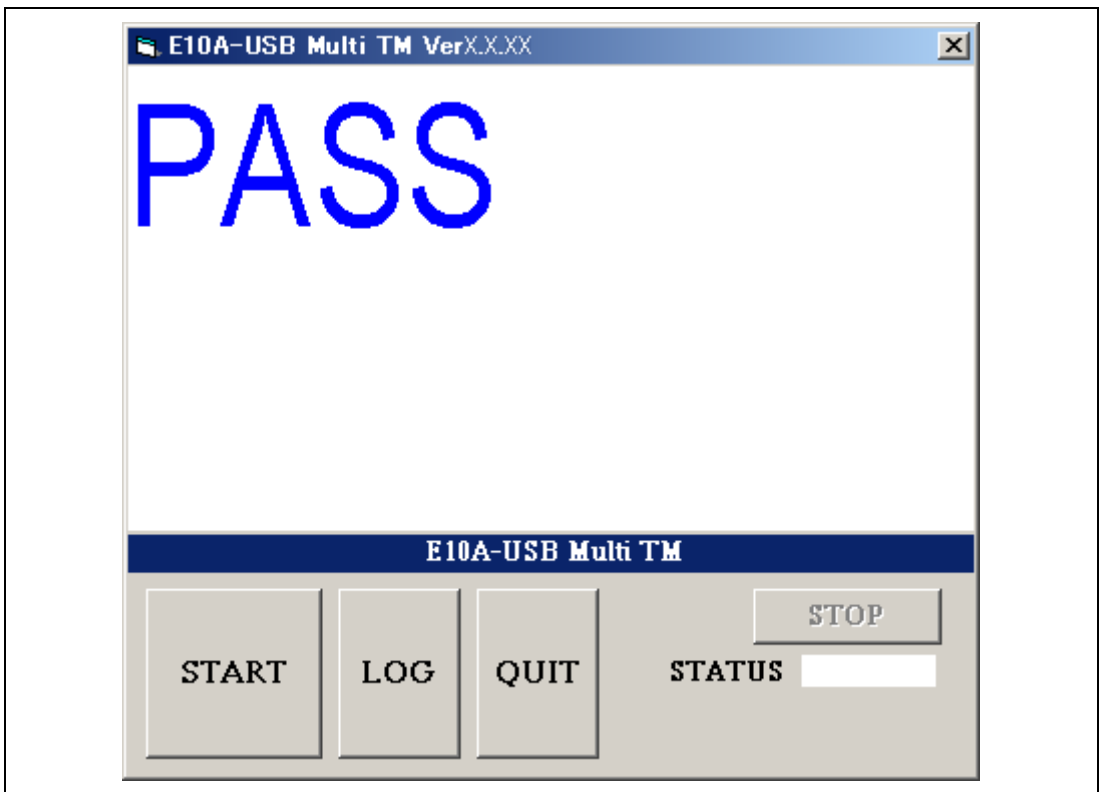 E10A-USB Multi TM VerX.X.XX
PASS
E10A-USB Multi TM
STOP
START LOG QUIT STATUS